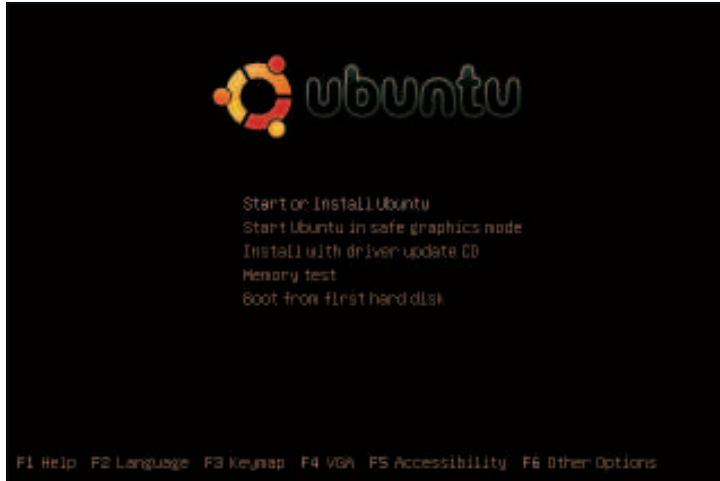 ubuntu
Start or install Ubuntu
Start Ubuntu in safe graphics mode
Install with driver update CD
Memory test
Boot from first hard disk
F1 Help F2 Language F3 Keymap F4 VGA F5 Accessibility F6 Other Options